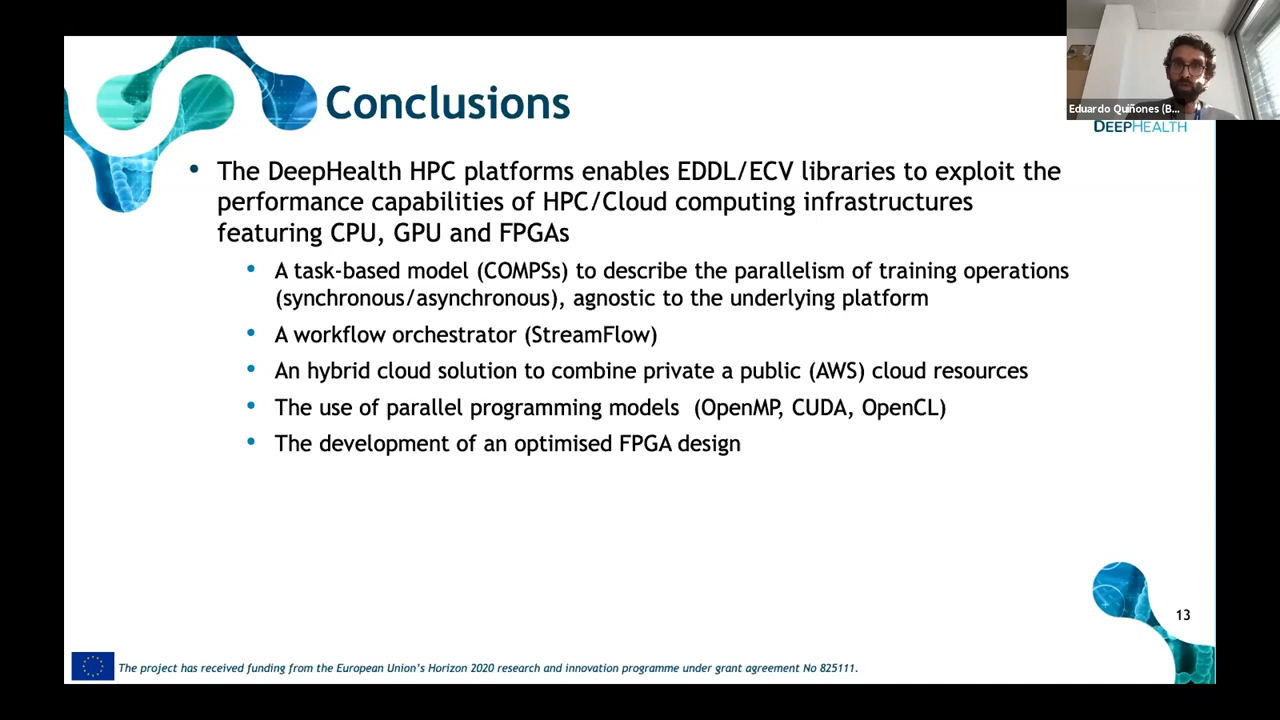 Conclusions
Eduardo Quiñones (B...
DEEPHEALTH
• The DeepHealth HPC platforms enables EDDL/ECV libraries to exploit the
performance capabilities of HPC/Cloud computing infrastructures
featuring CPU, GPU and FPGAs
• A task-based model (COMPSs) to describe the parallelism of training operations
(synchronous/asynchronous), agnostic to the underlying platform
• A workflow orchestrator (StreamFlow)
• An hybrid cloud solution to combine private a public (AWS) cloud resources
• The use of parallel programming models (OpenMP, CUDA, OpenCL)
• The development of an optimised FPGA design
13
The project has received funding from the European Union's Horizon 2020 research and innovation programme under grant agreement No 825111.